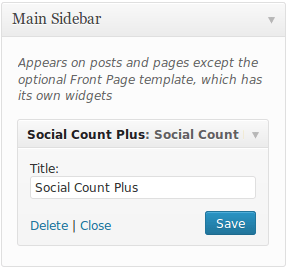 Main Sidebar
Appears on posts and pages except the
optional Front Page template, which has
its own widgets
Social Count Plus: Social Count
Title:
Social Count Plus
Delete | Close
Save